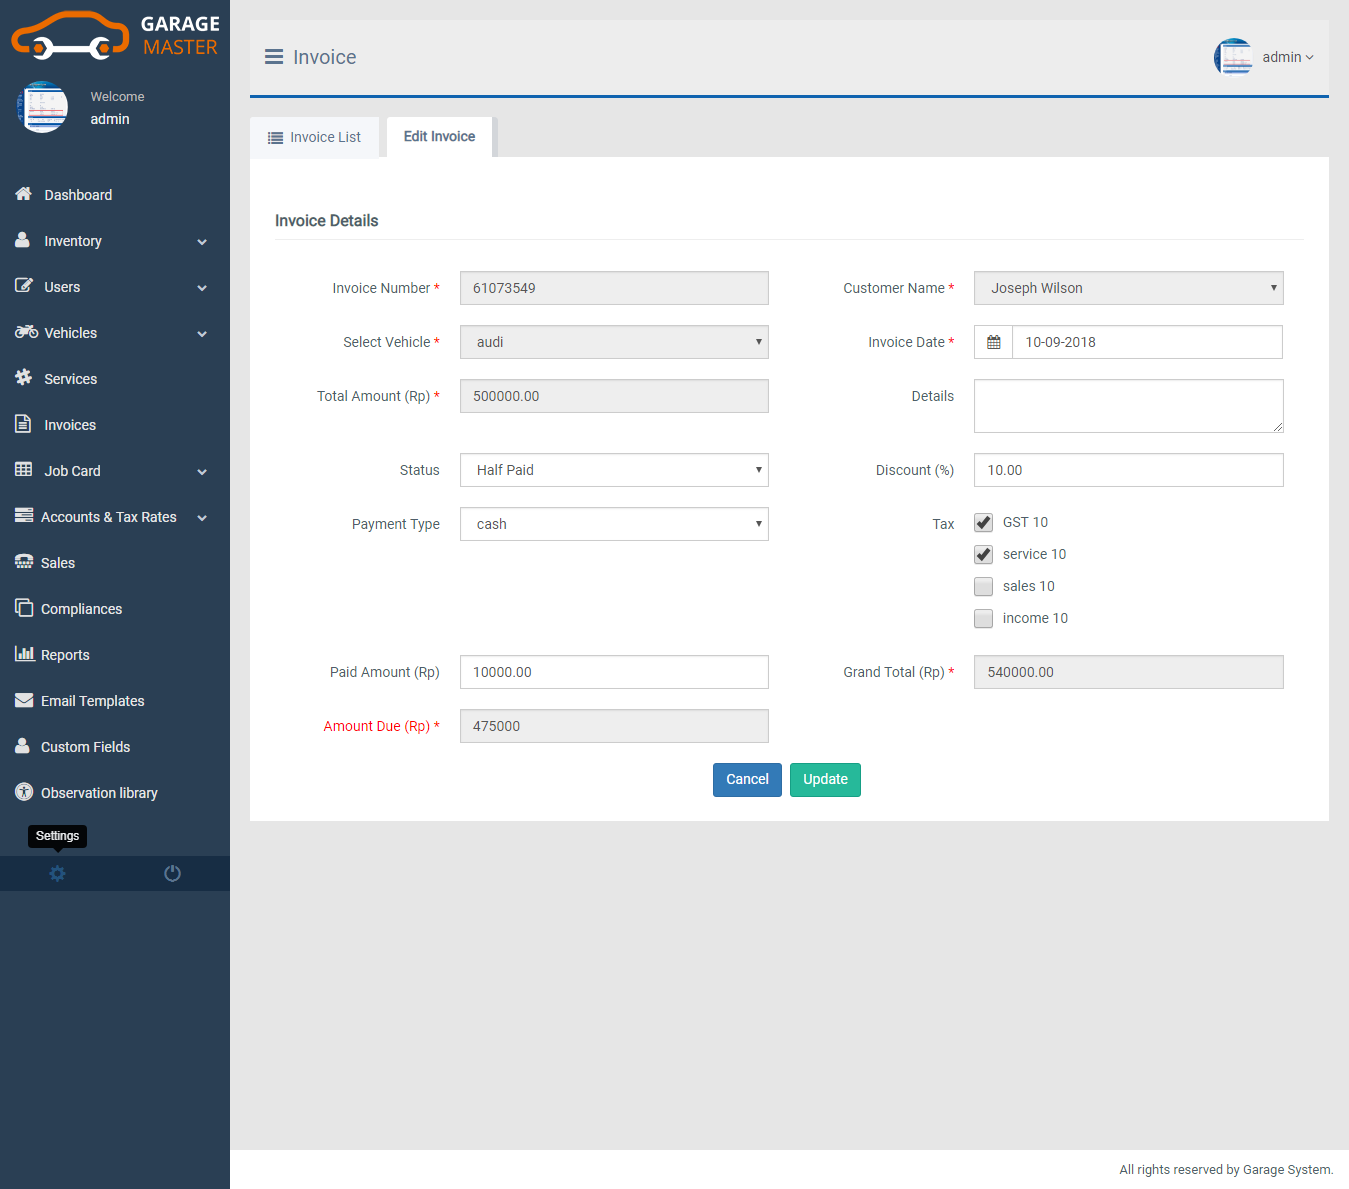 GARAGE
MASTER
Welcome
admin
Dashboard
Inventory
Users
Vehicles
Services
Invoices
Job Card
Accounts & Tax Rates
Sales
Compliances
Reports
Email Templates
Custom Fields
Observation library
Settings
Invoice
admin
Invoice List
Edit Invoice
Invoice Details
Invoice Number * 61073549
Customer Name * Joseph Wilson
Select Vehicle * audi
Invoice Date * 10-09-2018
Total Amount (Rp) * 500000.00
Details
Status Half Paid
Discount (%) 10.00
Payment Type cash
Tax GST 10
service 10
sales 10
income 10
Paid Amount (Rp) 10000.00
Grand Total (Rp) * 540000.00
Amount Due (Rp) * 475000
Cancel Update
All rights reserved by Garage System.